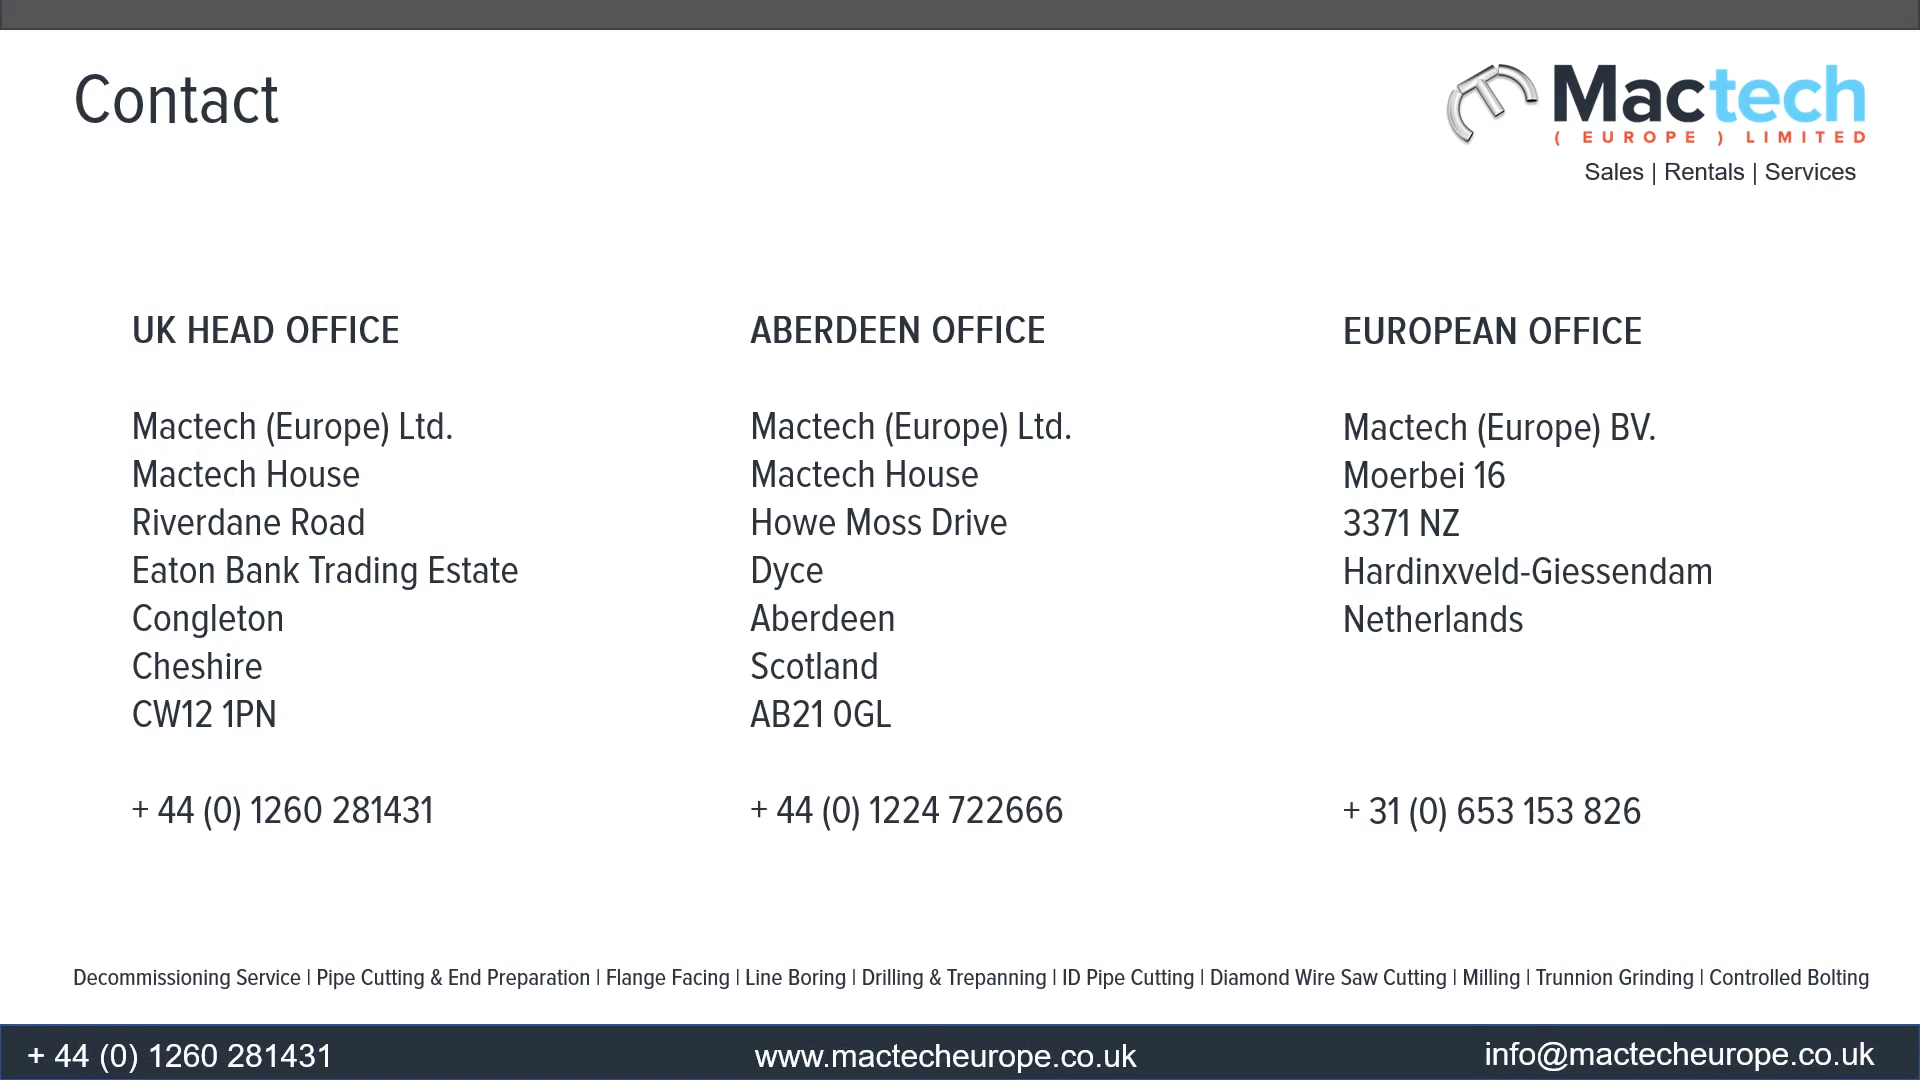 Contact
Mactech
( EUROPE ) LIMITED
Sales | Rentals | Services
UK HEAD OFFICE
Mactech (Europe) Ltd.
Mactech House
Riverdane Road
Eaton Bank Trading Estate
Congleton
Cheshire
CW12 1PN
+ 44 (0) 1260 281431
ABERDEEN OFFICE
Mactech (Europe) Ltd.
Mactech House
Howe Moss Drive
Dyce
Aberdeen
Scotland
AB21 0GL
+ 44 (0) 1224 722666
EUROPEAN OFFICE
Mactech (Europe) BV.
Moerbei 16
3371 NZ
Hardinxveld-Giessendam
Netherlands
+ 31 (0) 653 153 826
Decommissioning Service | Pipe Cutting & End Preparation | Flange Facing | Line Boring | Drilling & Trepanning | ID Pipe Cutting | Diamond Wire Saw Cutting | Milling | Trunnion Grinding | Controlled Bolting
+ 44 (0) 1260 281431
www.mactecheurope.co.uk
info@mactecheurope.co.uk